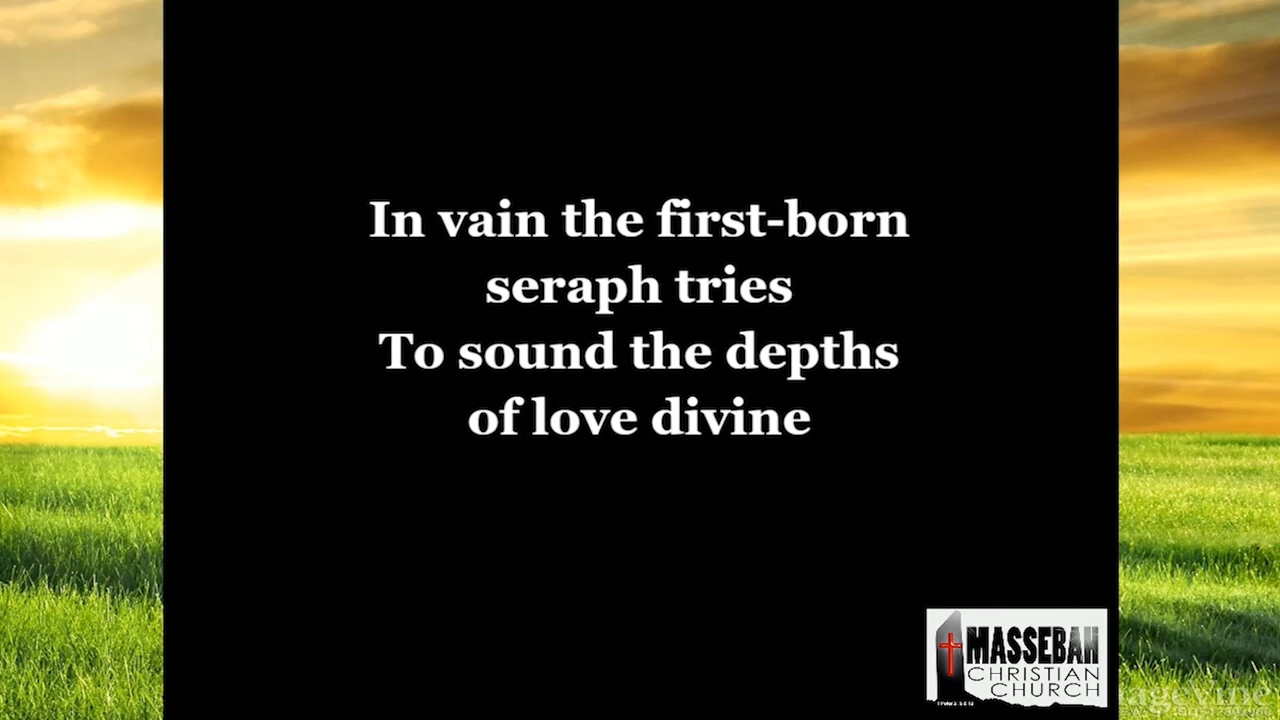 In vain the first-born
seraph tries
To sound the depths
of love divine
MASSEBAH
CHRISTIAN
CHURCH